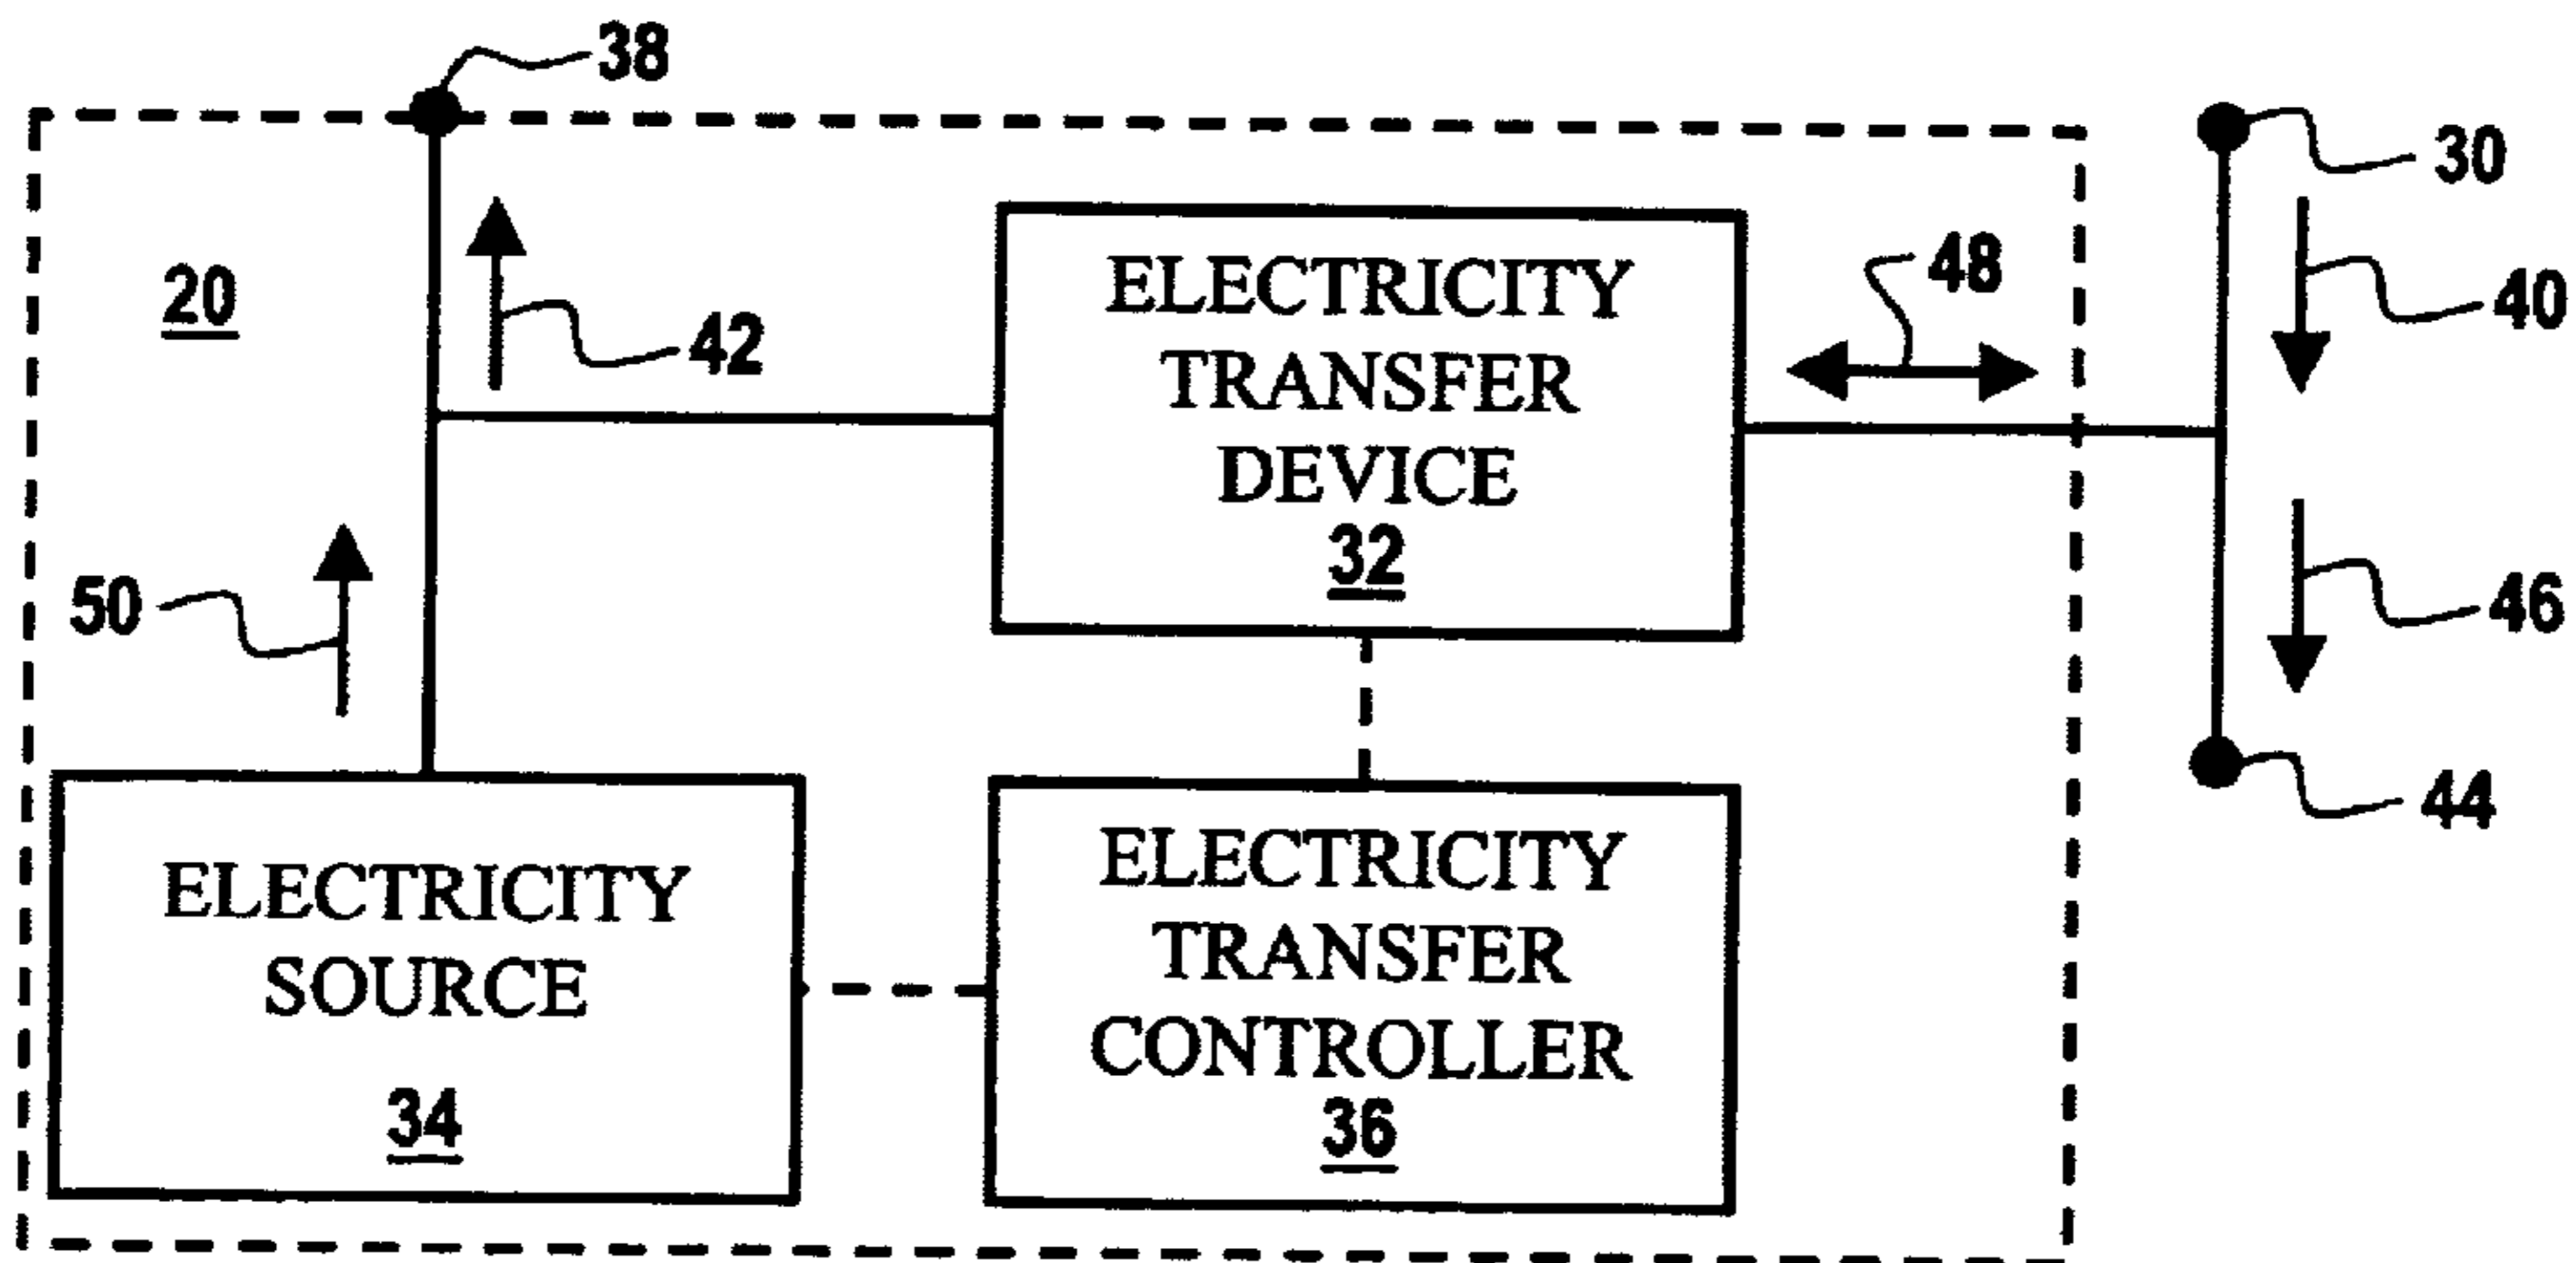 38
30
20
42
48
40
ELECTRICITY
TRANSFER
DEVICE
32
50
46
44
ELECTRICITY
SOURCE
34
ELECTRICITY
TRANSFER
CONTROLLER
36